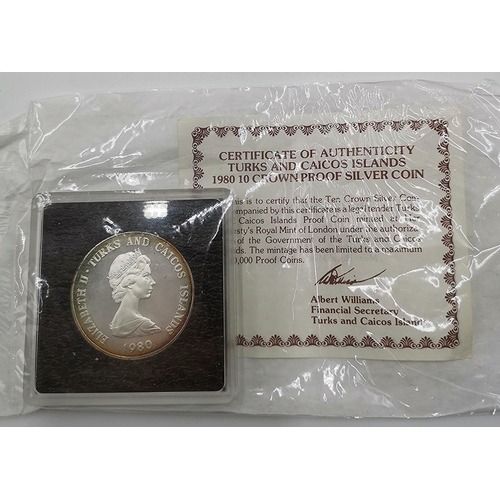 ELIZABETH II · TURKS AND CAICOS ISLANDS
1980
CERTIFICATE OF AUTHENTICITY
TURKS AND CAICOS ISLANDS
1980 10 CROWN PROOF SILVER COIN
is is to certify that the Ten Crown Silver Coin
ompanied by this certificate is a legal tender Turks
Caicos Islands Proof Coin minted at Her
esty's Royal Mint of London under the authoriza-
of the Government of the Turks and Caicos
ds. The mintage has been limited to a maximum
0,000 Proof Coins.
Albert Williams
Financial Secretary
Turks and Caicos Islands